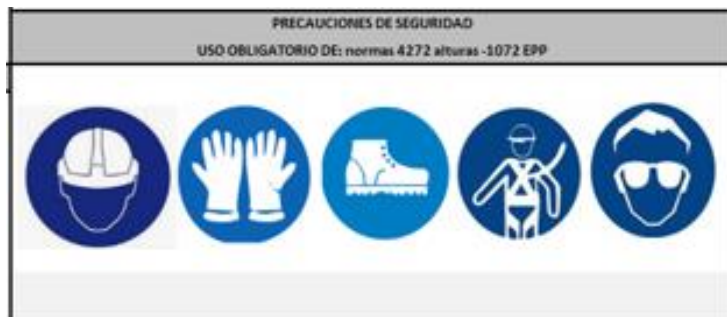 PRECAUCIONES DE SEGURIDAD
USO OBLIGATORIO DE: normas 4272 alturas -1072 EPP